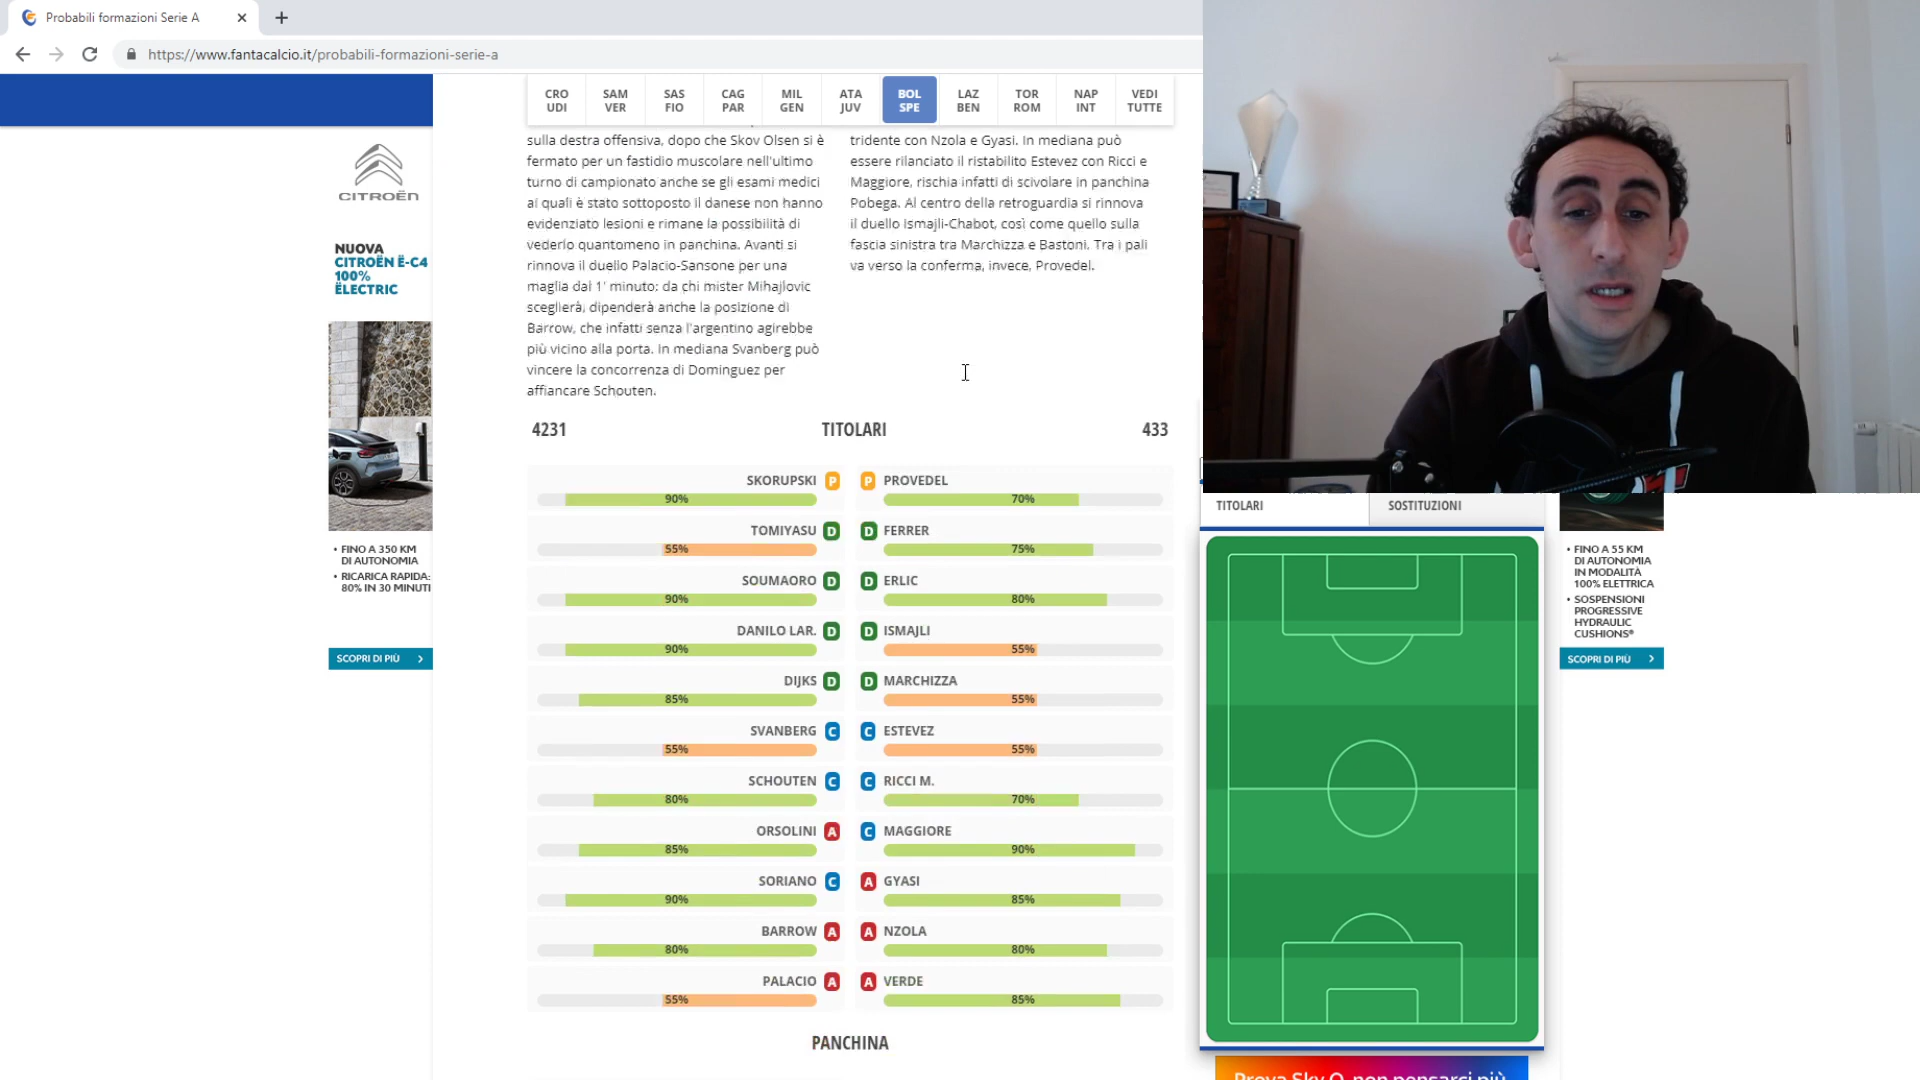 Probabili formazioni Serie A
https://www.fantacalcio.it/probabili-formazioni-serie-a
CRO UDI
SAM VER
SAS FIO
CAG PAR
MIL GEN
ATA JUV
BOL SPE
LAZ BEN
TOR ROM
NAP INT
VEDI TUTTE
sulla destra offensiva, dopo che Skov Olsen si è
fermato per un fastidio muscolare nell'ultimo
turno di campionato anche se gli esami medici
ai quali è stato sottoposto il danese non hanno
evidenziato lesioni e rimane la possibilità di
vederlo quantomeno in panchina. Avanti si
rinnova il duello Palacio-Sansone per una
maglia dal 1' minuto: da chi mister Mihajlovic
sceglierà, dipenderà anche la posizione di
Barrow, che infatti senza l'argentino agirebbe
più vicino alla porta. In mediana Svanberg può
vincere la concorrenza di Dominguez per
affiancare Schouten.
tridente con Nzola e Gyasi. In mediana può
essere rilanciato il ristabilito Estevez con Ricci e
Maggiore, rischia infatti di scivolare in panchina
Pobega. Al centro della retroguardia si rinnova
il duello Ismajli-Chabot, così come quello sulla
fascia sinistra tra Marchizza e Bastoni. Tra i pali
va verso la conferma, invece, Provedel.
4231 TITOLARI 433
SKORUPSKI P P PROVEDEL
90% 70%
TOMIYASU D D FERRER
55% 75%
SOUMAORO D D ERLIC
90% 80%
DANILO LAR. D D ISMAJLI
90% 55%
DIJKS D D MARCHIZZA
85% 55%
SVANBERG C C ESTEVEZ
55% 55%
SCHOUTEN C C RICCI M.
80% 70%
ORSOLINI A C MAGGIORE
85% 90%
SORIANO C A GYASI
90% 85%
BARROW A A NZOLA
80% 80%
PALACIO A A VERDE
55% 85%
PANCHINA
CITROËN
NUOVA
CITROËN Ë-C4
100%
ËLECTRIC
• FINO A 350 KM
DI AUTONOMIA
• RICARICA RAPIDA:
80% IN 30 MINUTI
SCOPRI DI PIÙ
TITOLARI
SOSTITUZIONI
• FINO A 55 KM
DI AUTONOMIA
IN MODALITÀ
100% ELETTRICA
• SOSPENSIONI
PROGRESSIVE
HYDRAULIC
CUSHIONS®
SCOPRI DI PIÙ
Prova Sky Q, non pensarci più